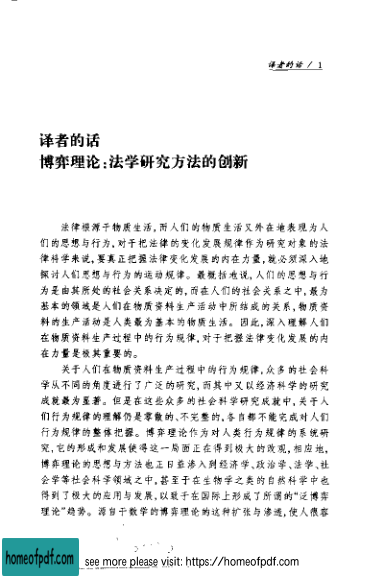 译者的话 / 1
译者的话
博弈理论:法学研究方法的创新
法律根源于物质生活,而人们的物质生活又外在地表现为人
们的思想与行为,对于把法律的变化发展规律作为研究对象的法
律科学来说,要真正把握法律变化发展的内在力量,就必须深入地
探讨人们思想与行为的运动规律。最概括地说,人们的思想与行
为是由其所处的社会关系决定的,而在人们的社会关系之中,最为
基本的领域是人们在物质资料生产活动中所结成的关系,物质资
料的生产活动是人类最为基本的物质生活。因此,深入理解人们
在物质资料生产过程中的行为规律,对于把握法律变化发展的内
在力量是极其重要的。
关于人们在物质资料生产过程中的行为规律,众多的社会科
学从不同的角度进行了广泛的研究,而其中又以经济科学的研究
成就最为显著。但是在这些众多的社会科学研究成就中,关于人
们行为规律的理解仍是零散的、不完整的,各自都不能完成对人们
行为规律的整体把握。博弈理论作为对人类行为规律的系统研
究,它的形成和发展使得这一局面正在得到极大的改观,相应地,
博弈理论的思想与方法也正日益渗入到经济学、政治学、法学、社
会学等社会科学领域之中,甚至于在生物学之类的自然科学中也
得到了极大的应用与发展,以致于在国际上形成了所谓的“泛博弈
理论”趋势。源自于数学的博弈理论的这种扩张与渗透,使人很容
homeofpdf.com
see more please visit: https://homeofpdf.com